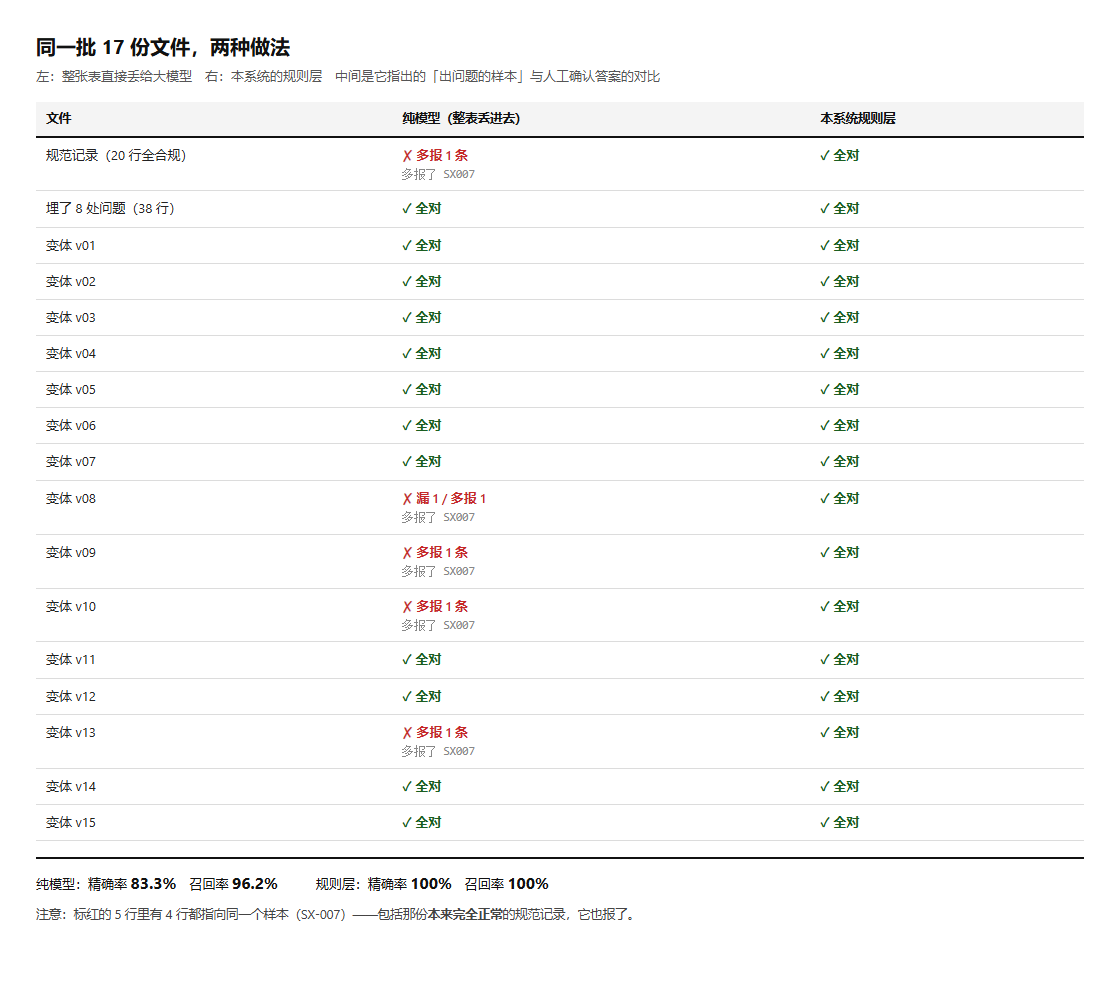 同一批 17 份文件，两种做法
左：整张表直接丢给大模型 右：本系统的规则层 中间是它指出的「出问题的样本」与人工确认答案的对比
文件 纯模型（整表丢进去） 本系统规则层
规范记录（20 行全合规） ✗ 多报 1 条 ✓ 全对
多报了 SX007
埋了 8 处问题（38 行） ✓ 全对 ✓ 全对
变体 v01 ✓ 全对 ✓ 全对
变体 v02 ✓ 全对 ✓ 全对
变体 v03 ✓ 全对 ✓ 全对
变体 v04 ✓ 全对 ✓ 全对
变体 v05 ✓ 全对 ✓ 全对
变体 v06 ✓ 全对 ✓ 全对
变体 v07 ✓ 全对 ✓ 全对
变体 v08 ✗ 漏 1 / 多报 1 ✓ 全对
多报了 SX007
变体 v09 ✗ 多报 1 条 ✓ 全对
多报了 SX007
变体 v10 ✗ 多报 1 条 ✓ 全对
多报了 SX007
变体 v11 ✓ 全对 ✓ 全对
变体 v12 ✓ 全对 ✓ 全对
变体 v13 ✗ 多报 1 条 ✓ 全对
多报了 SX007
变体 v14 ✓ 全对 ✓ 全对
变体 v15 ✓ 全对 ✓ 全对
纯模型：精确率 83.3% 召回率 96.2% 规则层：精确率 100% 召回率 100%
注意：标红的 5 行里有 4 行都指向同一个样本（SX-007）——包括那份本来完全正常的规范记录，它也报了。